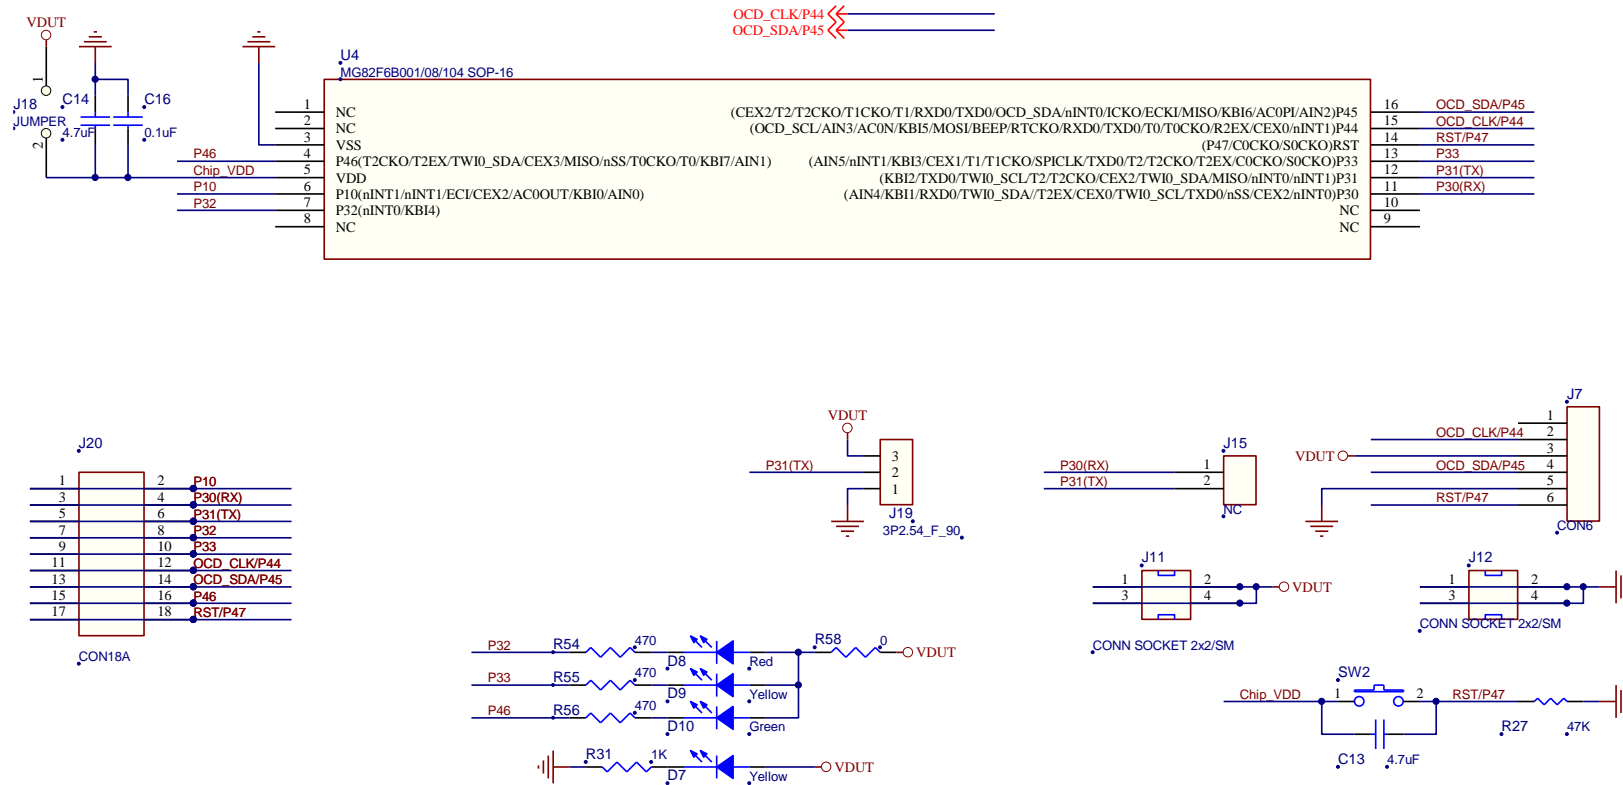 OCD_CLK/P44
OCD_SDA/P45
VDUT
1
J18
JUMPER
2
C14
4.7uF
C16
0.1uF
U4
MG82F6B001/08/104 SOP-16
1 NC
2 NC
3 VSS
P46 4 P46(T2CKO/T2EX/TWI0_SDA/CEX3/MISO/nSS/T0CKO/T0/KBI7/AIN1)
Chip_VDD 5 VDD
P10 6 P10(nINT1/nINT1/ECI/CEX2/AC0OUT/KBI0/AIN0)
P32 7 P32(nINT0/KBI4)
8 NC
(CEX2/T2/T2CKO/T1CKO/T1/RXD0/TXD0/OCD_SDA/nINT0/ICKO/ECKI/MISO/KBI6/AC0PI/AIN2)P45 16 OCD_SDA/P45
(OCD_SCL/AIN3/AC0N/KBI5/MOSI/BEEP/RTCKO/RXD0/TXD0/T0/T0CKO/R2EX/CEX0/nINT1)P44 15 OCD_CLK/P44
(P47/C0CKO/S0CKO)RST 14 RST/P47
(AIN5/nINT1/KBI3/CEX1/T1/T1CKO/SPICLK/TXD0/T2/T2CKO/T2EX/C0CKO/S0CKO)P33 13 P33
(KBI2/TXD0/TWI0_SCL/T2/T2CKO/CEX2/TWI0_SDA/MISO/nINT0/nINT1)P31 12 P31(TX)
(AIN4/KBI1/RXD0/TWI0_SDA//T2EX/CEX0/TWI0_SCL/TXD0/nSS/CEX2/nINT0)P30 11 P30(RX)
NC 10
NC 9
J20
1 2 P10
3 4 P30(RX)
5 6 P31(TX)
7 8 P32
9 10 P33
11 12 OCD_CLK/P44
13 14 OCD_SDA/P45
15 16 P46
17 18 RST/P47
CON18A
VDUT
3
P31(TX) 2
1
J19
3P2.54_F_90
J15
P30(RX) 1
P31(TX) 2
NC
J7
1
OCD_CLK/P44 2
VDUT 3
OCD_SDA/P45 4
5
RST/P47 6
CON6
J11
1 2 VDUT
3 4
CONN SOCKET 2x2/SM
J12
1 2
3 4
CONN SOCKET 2x2/SM
P32 R54 470 D8 Red R58 0 VDUT
P33 R55 470 D9 Yellow
P46 R56 470 D10 Green
R31 1K D7 Yellow VDUT
SW2
Chip_VDD 1 2 RST/P47
R27 47K
C13 4.7uF